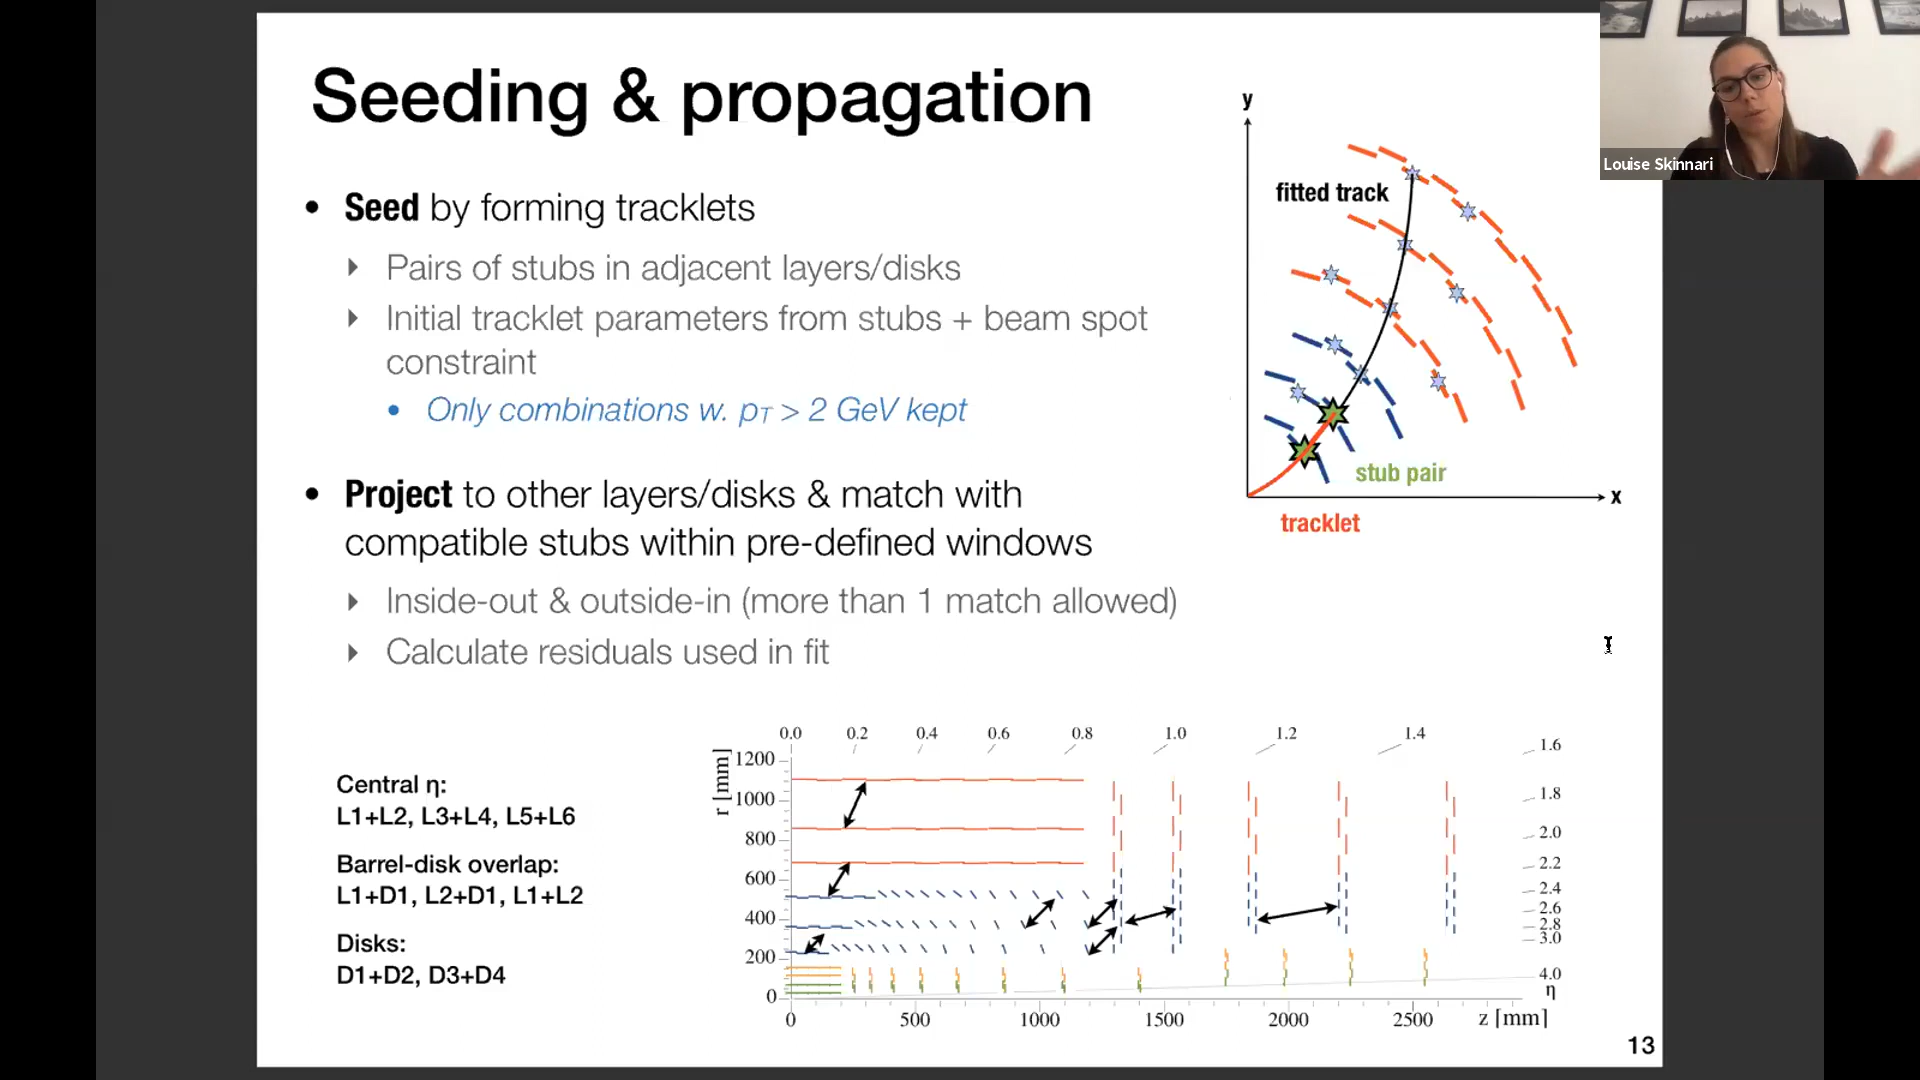 Seeding & propagation
• Seed by forming tracklets
Pairs of stubs in adjacent layers/disks
Initial tracklet parameters from stubs + beam spot
constraint
• Only combinations w. pT > 2 GeV kept
• Project to other layers/disks & match with
compatible stubs within pre-defined windows
Inside-out & outside-in (more than 1 match allowed)
Calculate residuals used in fit
y
fitted track
stub pair
x
tracklet
Louise Skinnari
Central η:
L1+L2, L3+L4, L5+L6
Barrel-disk overlap:
L1+D1, L2+D1, L1+L2
Disks:
D1+D2, D3+D4
0.0 0.2 0.4 0.6 0.8 1.0 1.2 1.4 1.6
1.8
2.0
2.2
2.4
2.6
2.8
3.0
4.0
η
r [mm]
1200
1000
800
600
400
200
0
0 500 1000 1500 2000 2500 z [mm]
13